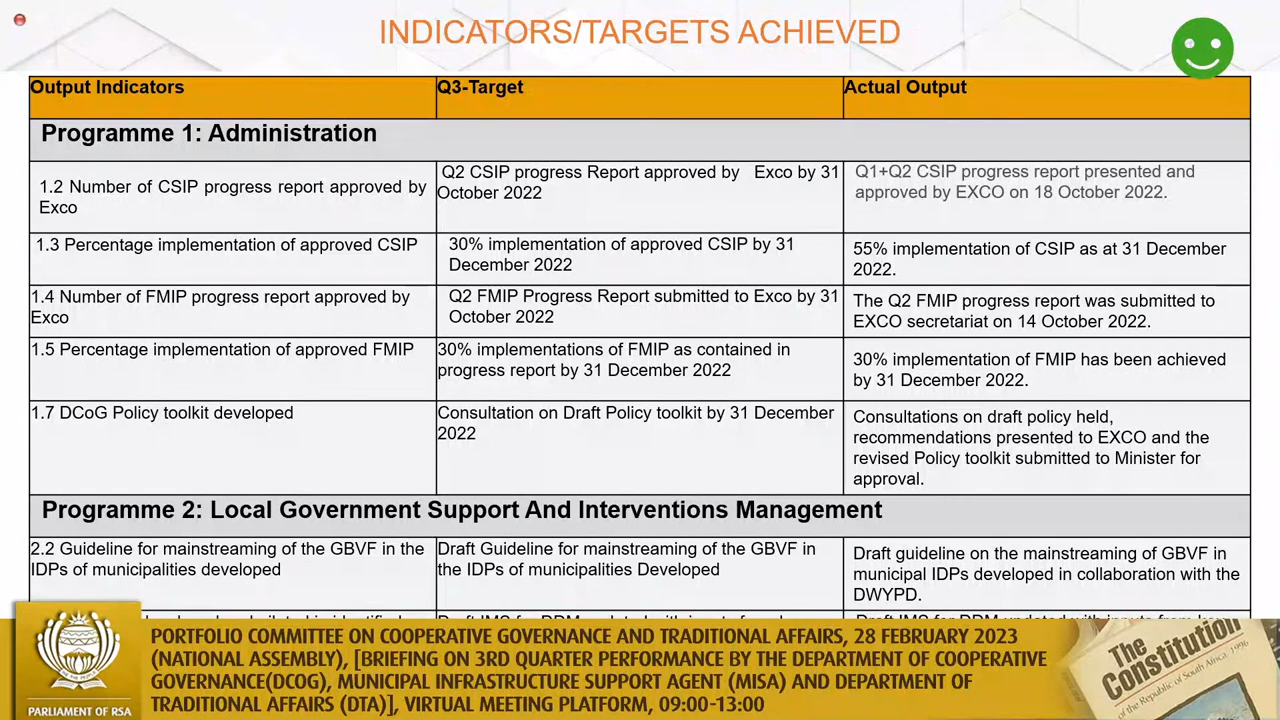 INDICATORS/TARGETS ACHIEVED
Output Indicators
Q3-Target
Actual Output
Programme 1: Administration
1.2 Number of CSIP progress report approved by
Exco
Q2 CSIP progress Report approved by Exco by 31
October 2022
Q1+Q2 CSIP progress report presented and
approved by EXCO on 18 October 2022.
1.3 Percentage implementation of approved CSIP
30% implementation of approved CSIP by 31
December 2022
55% implementation of CSIP as at 31 December
2022.
1.4 Number of FMIP progress report approved by
Exco
Q2 FMIP Progress Report submitted to Exco by 31
October 2022
The Q2 FMIP progress report was submitted to
EXCO secretariat on 14 October 2022.
1.5 Percentage implementation of approved FMIP
30% implementations of FMIP as contained in
progress report by 31 December 2022
30% implementation of FMIP has been achieved
by 31 December 2022.
1.7 DCoG Policy toolkit developed
Consultation on Draft Policy toolkit by 31 December
2022
Consultations on draft policy held,
recommendations presented to EXCO and the
revised Policy toolkit submitted to Minister for
approval.
Programme 2: Local Government Support And Interventions Management
2.2 Guideline for mainstreaming of the GBVF in the
IDPs of municipalities developed
Draft Guideline for mainstreaming of the GBVF in
the IDPs of municipalities Developed
Draft guideline on the mainstreaming of GBVF in
municipal IDPs developed in collaboration with the
DWYPD.
PORTFOLIO COMMITTEE ON COOPERATIVE GOVERNANCE AND TRADITIONAL AFFAIRS, 28 FEBRUARY 2023
(NATIONAL ASSEMBLY), [BRIEFING ON 3RD QUARTER PERFORMANCE BY THE DEPARTMENT OF COOPERATIVE
GOVERNANCE(DCOG), MUNICIPAL INFRASTRUCTURE SUPPORT AGENT (MISA) AND DEPARTMENT OF
TRADITIONAL AFFAIRS (DTA)], VIRTUAL MEETING PLATFORM, 09:00-13:00
PARLIAMENT OF RSA
The
Constitution
of the Republic of South Africa, 1996